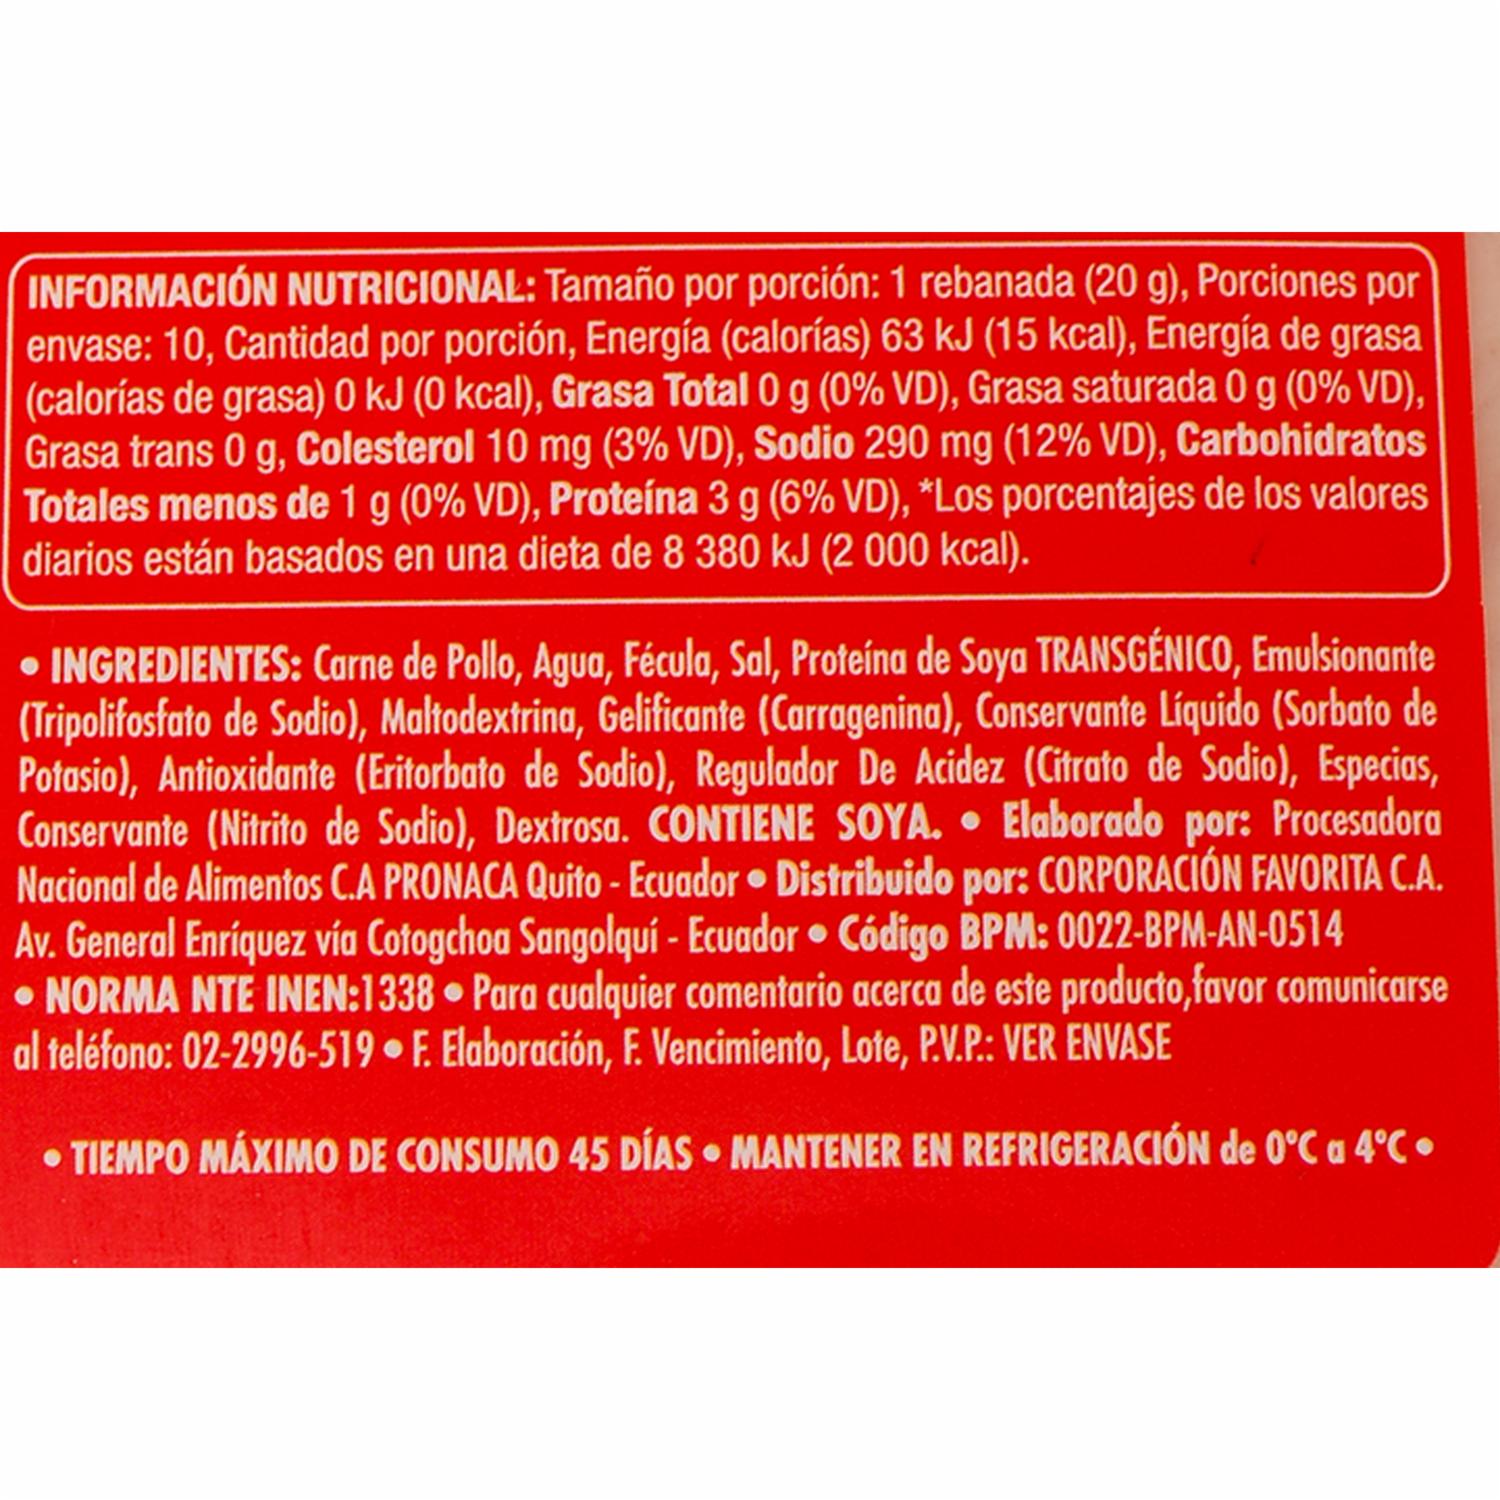 INFORMACIÓN NUTRICIONAL: Tamaño por porción: 1 rebanada (20 g), Porciones por
envase: 10, Cantidad por porción, Energía (calorías) 63 kJ (15 kcal), Energía de grasa
(calorías de grasa) 0 kJ (0 kcal), Grasa Total 0 g (0% VD), Grasa saturada 0 g (0% VD),
Grasa trans 0 g, Colesterol 10 mg (3% VD), Sodio 290 mg (12% VD), Carbohidratos
Totales menos de 1 g (0% VD), Proteína 3 g (6% VD), *Los porcentajes de los valores
diarios están basados en una dieta de 8 380 kJ (2 000 kcal).
• INGREDIENTES: Carne de Pollo, Agua, Fécula, Sal, Proteína de Soya TRANSGÉNICO, Emulsionante
(Tripolifosfato de Sodio), Maltodextrina, Gelificante (Carragenina), Conservante Líquido (Sorbato de
Potasio), Antioxidante (Eritorbato de Sodio), Regulador De Acidez (Citrato de Sodio), Especias,
Conservante (Nitrito de Sodio), Dextrosa. CONTIENE SOYA. • Elaborado por: Procesadora
Nacional de Alimentos C.A PRONACA Quito - Ecuador • Distribuido por: CORPORACIÓN FAVORITA C.A.
Av. General Enríquez vía Cotogchoa Sangolquí - Ecuador • Código BPM: 0022-BPM-AN-0514
• NORMA NTE INEN:1338 • Para cualquier comentario acerca de este producto,favor comunicarse
al teléfono: 02-2996-519 • F. Elaboración, F. Vencimiento, Lote, P.V.P.: VER ENVASE
• TIEMPO MÁXIMO DE CONSUMO 45 DÍAS • MANTENER EN REFRIGERACIÓN de 0°C a 4°C •